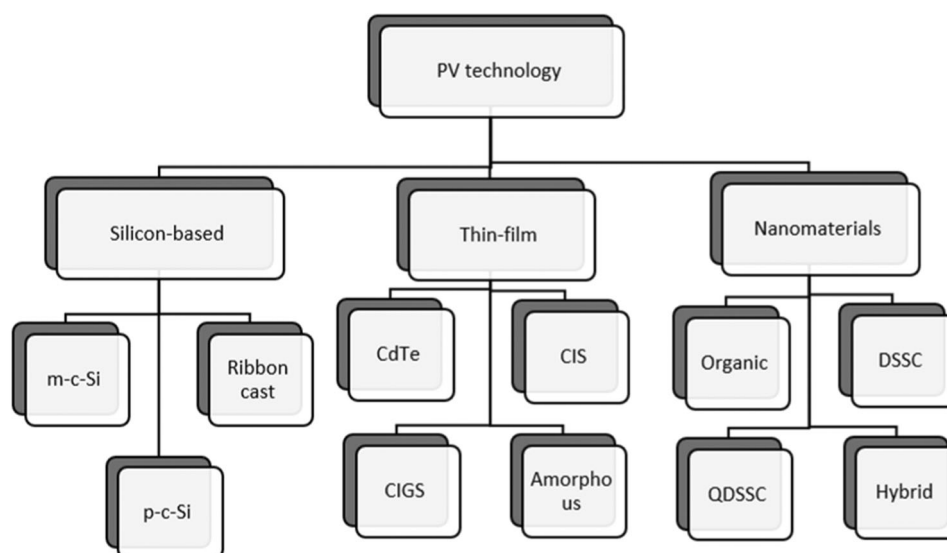 PV technology
Silicon-based
Thin-film
Nanomaterials
m-c-Si
Ribbon
cast
CdTe
CIS
Organic
DSSC
p-c-Si
CIGS
Amorpho
us
QDSSC
Hybrid